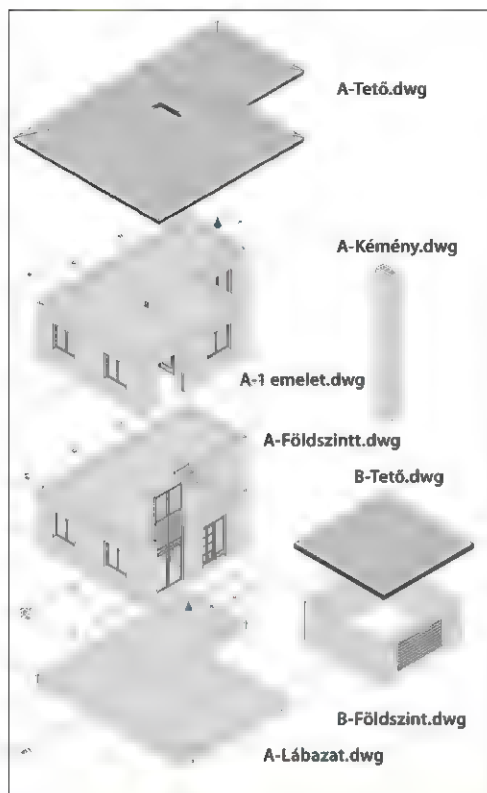 A-Tető.dwg
A-Kémény.dwg
A-1 emelet.dwg
A-Földszintt.dwg
B-Tető.dwg
B-Földszint.dwg
A-Lábazat.dwg